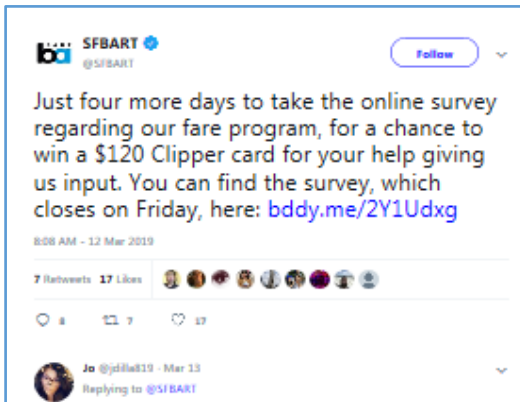 SFBART
@SFBART
Follow
Just four more days to take the online survey
regarding our fare program, for a chance to
win a $120 Clipper card for your help giving
us input. You can find the survey, which
closes on Friday, here: bddy.me/2Y1Udxg
8:08 AM - 12 Mar 2019
7 Retweets 17 Likes
8 7 17
Jo @jdilla819 · Mar 13
Replying to @SFBART